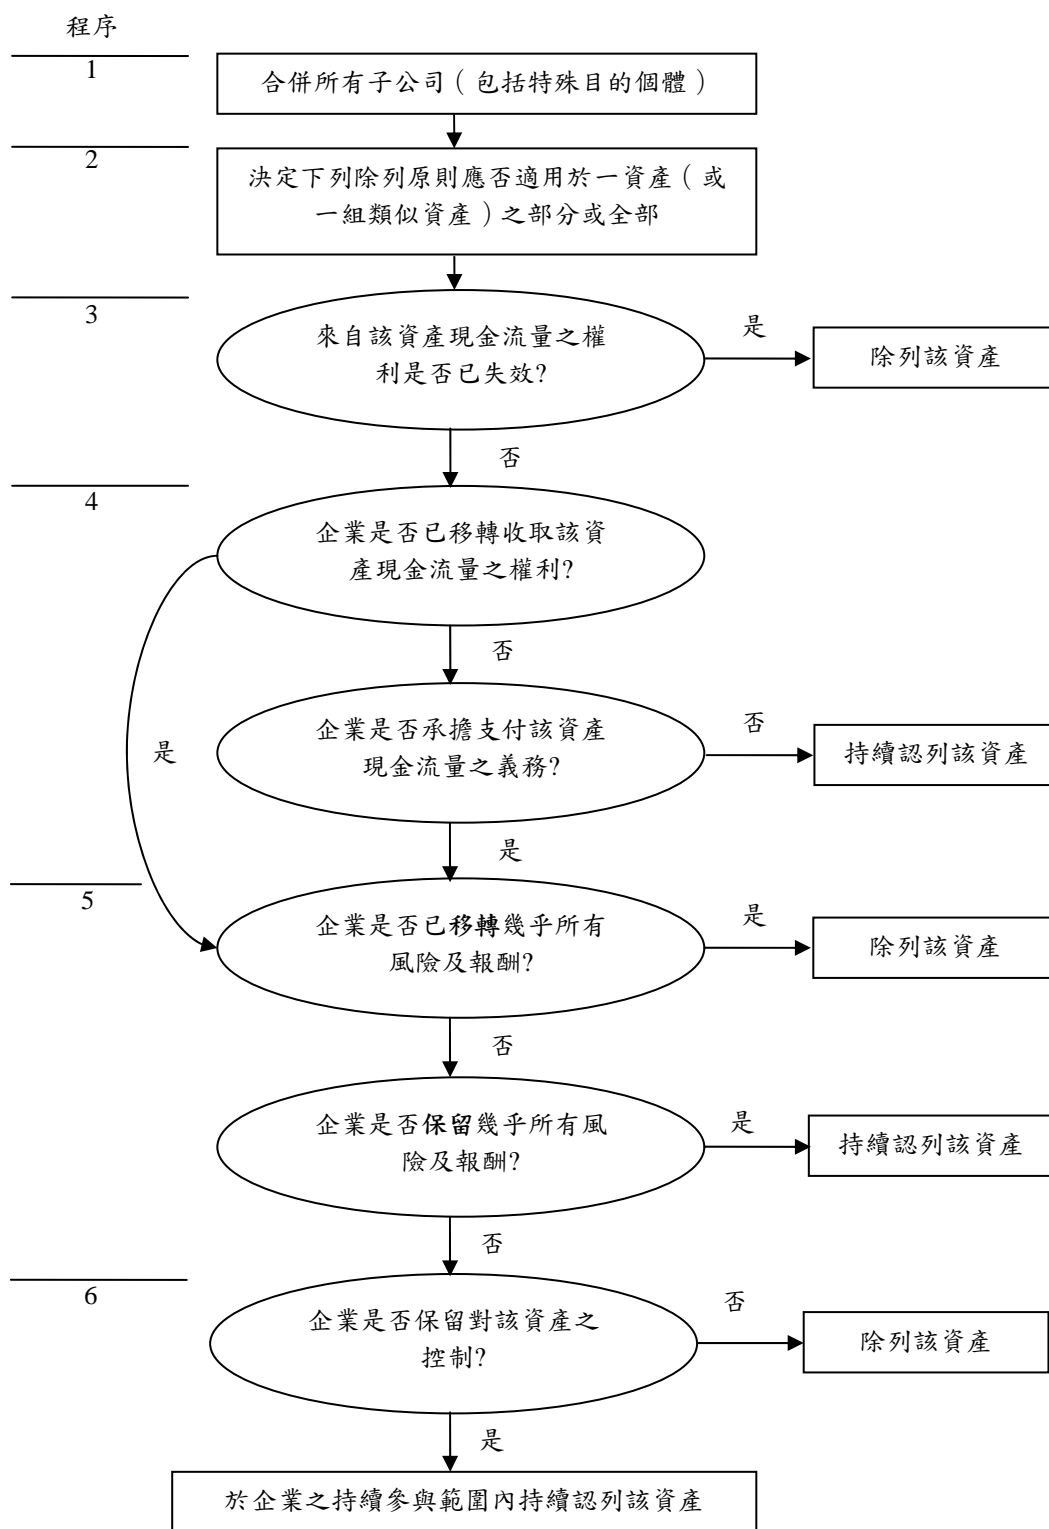 程序
1
合併所有子公司（包括特殊目的個體）
2
決定下列除列原則應否適用於一資產（或
一組類似資產）之部分或全部
3
來自該資產現金流量之權
利是否已失效?
是
除列該資產
否
4
企業是否已移轉收取該資
產現金流量之權利?
否
是
企業是否承擔支付該資產
現金流量之義務?
否
持續認列該資產
是
5
企業是否已移轉幾乎所有
風險及報酬?
是
除列該資產
否
企業是否保留幾乎所有風
險及報酬?
是
持續認列該資產
否
6
企業是否保留對該資產之
控制?
否
除列該資產
是
於企業之持續參與範圍內持續認列該資產